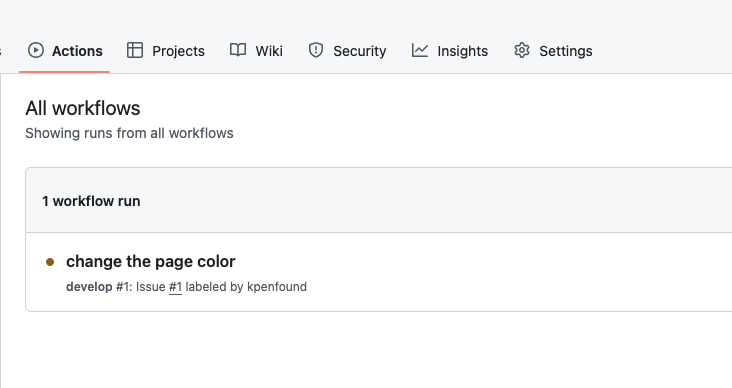 Actions Projects Wiki Security Insights Settings
All workflows
Showing runs from all workflows
1 workflow run
change the page color
develop #1: Issue #1 labeled by kpenfound